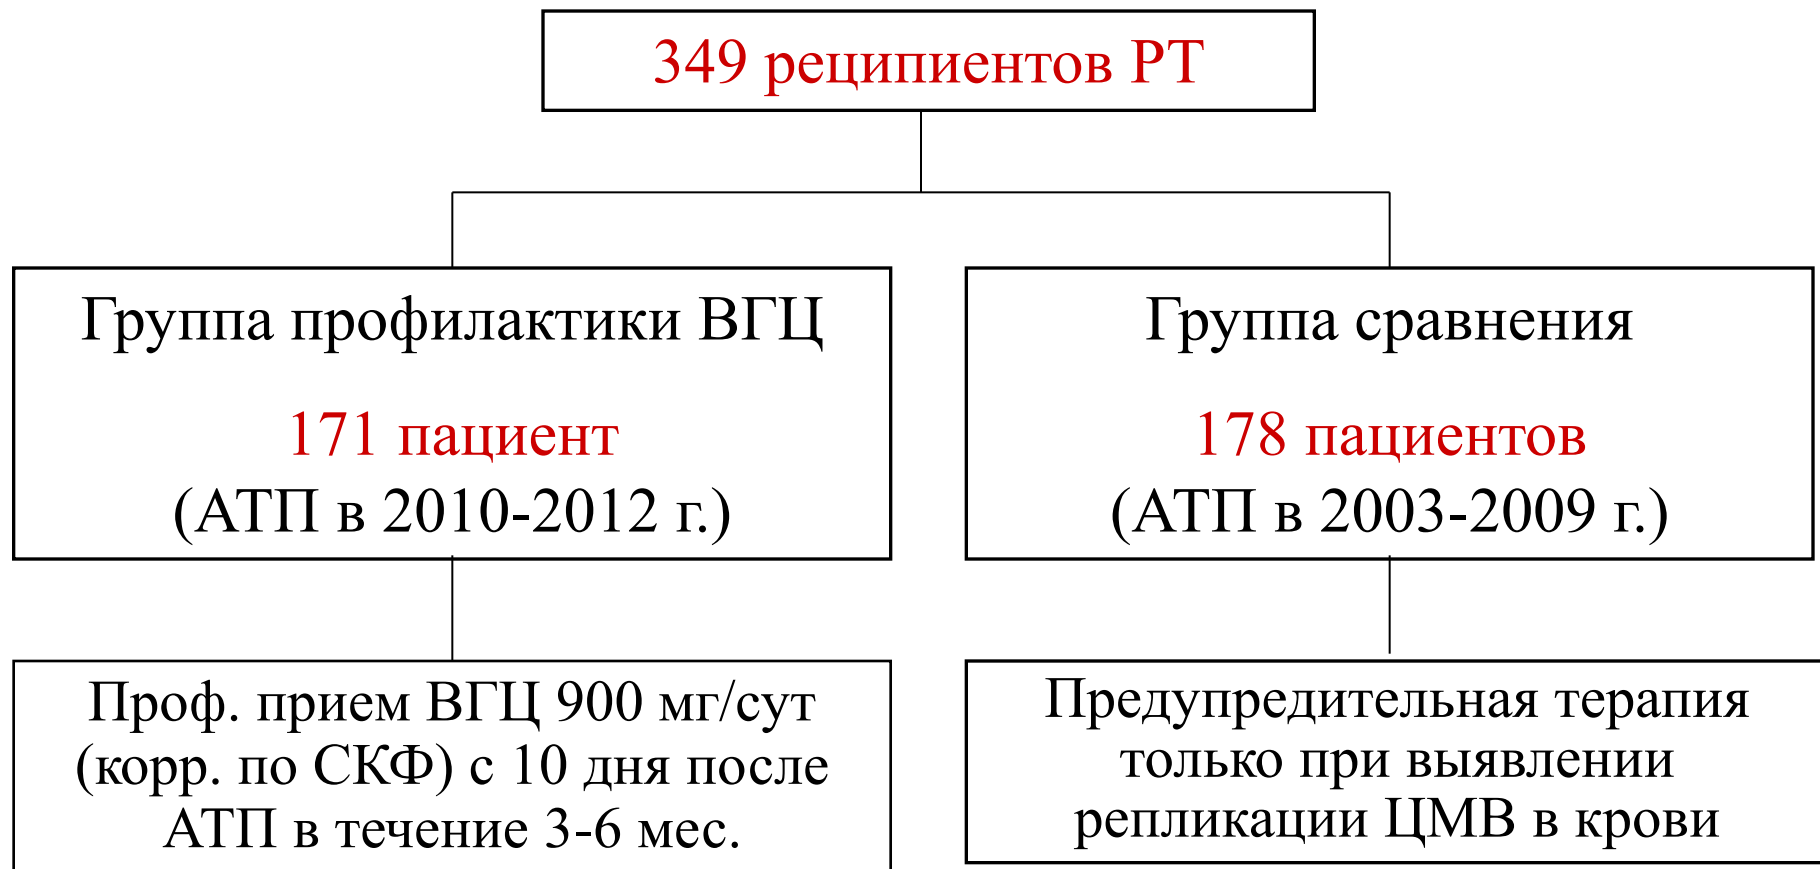 349 реципиентов РТ
Группа профилактики ВГЦ
171 пациент
(АТП в 2010-2012 г.)
Группа сравнения
178 пациентов
(АТП в 2003-2009 г.)
Проф. прием ВГЦ 900 мг/сут
(корр. по СКФ) с 10 дня после
АТП в течение 3-6 мес.
Предупредительная терапия
только при выявлении
репликации ЦМВ в крови